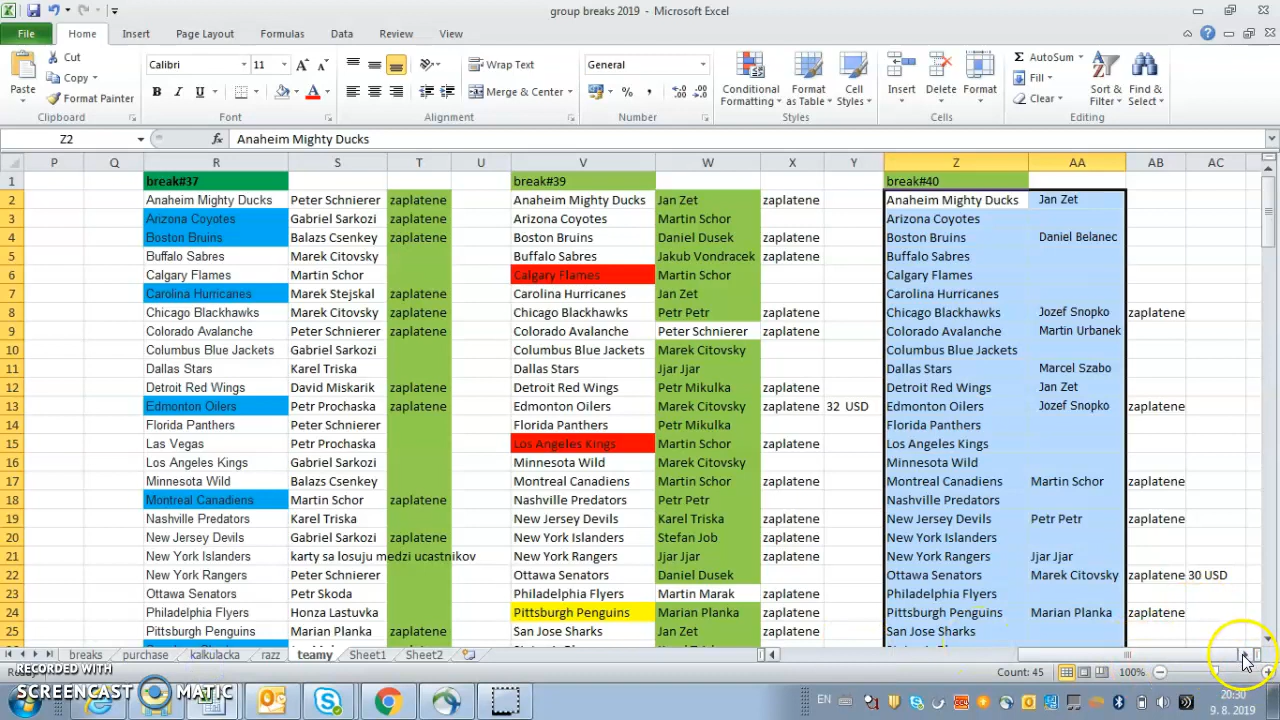 group breaks 2019 - Microsoft Excel
File Home Insert Page Layout Formulas Data Review View
Cut
Copy
Format Painter
Paste
Clipboard
Calibri 11
Font
Wrap Text
Merge & Center
Alignment
General
Number
Conditional Formatting
Format as Table
Cell Styles
Styles
Insert Delete Format
Cells
AutoSum
Fill
Clear
Sort & Filter
Find & Select
Editing
Z2 fx Anaheim Mighty Ducks
P Q R S T U V W X Y Z AA AB AC
1 break#37 break#39 break#40
2 Anaheim Mighty Ducks Peter Schnierer zaplatene Anaheim Mighty Ducks Jan Zet zaplatene Anaheim Mighty Ducks Jan Zet
3 Arizona Coyotes Gabriel Sarkozi zaplatene Arizona Coyotes Martin Schor Arizona Coyotes
4 Boston Bruins Balazs Csenkey zaplatene Boston Bruins Daniel Dusek zaplatene Boston Bruins Daniel Belanec
5 Buffalo Sabres Marek Citovsky Buffalo Sabres Jakub Vondracek zaplatene Buffalo Sabres
6 Calgary Flames Martin Schor Calgary Flames Martin Schor Calgary Flames
7 Carolina Hurricanes Marek Stejskal zaplatene Carolina Hurricanes Jan Zet Carolina Hurricanes
8 Chicago Blackhawks Marek Citovsky zaplatene Chicago Blackhawks Petr Petr zaplatene Chicago Blackhawks Jozef Snopko zaplatene
9 Colorado Avalanche Peter Schnierer zaplatene Colorado Avalanche Peter Schnierer zaplatene Colorado Avalanche Martin Urbanek
10 Columbus Blue Jackets Gabriel Sarkozi Columbus Blue Jackets Marek Citovsky Columbus Blue Jackets
11 Dallas Stars Karel Triska Dallas Stars Jjar Jjar Dallas Stars Marcel Szabo
12 Detroit Red Wings David Miskarik zaplatene Detroit Red Wings Petr Mikulka zaplatene Detroit Red Wings Jan Zet
13 Edmonton Oilers Petr Prochaska zaplatene Edmonton Oilers Marek Citovsky zaplatene 32 USD Edmonton Oilers Jozef Snopko zaplatene
14 Florida Panthers Peter Schnierer Florida Panthers Petr Mikulka Florida Panthers
15 Las Vegas Petr Prochaska Los Angeles Kings Martin Schor zaplatene Los Angeles Kings
16 Los Angeles Kings Gabriel Sarkozi Minnesota Wild Marek Citovsky Minnesota Wild
17 Minnesota Wild Balazs Csenkey Montreal Canadiens Martin Schor zaplatene Montreal Canadiens Martin Schor zaplatene
18 Montreal Canadiens Martin Schor zaplatene Nashville Predators Petr Petr zaplatene Nashville Predators
19 Nashville Predators Karel Triska New Jersey Devils Karel Triska zaplatene New Jersey Devils Petr Petr zaplatene
20 New Jersey Devils Gabriel Sarkozi zaplatene New York Islanders Stefan Job zaplatene New York Islanders
21 New York Islanders karty sa losuju medzi ucastnikov New York Rangers Jjar Jjar zaplatene New York Rangers Jjar Jjar
22 New York Rangers Peter Schnierer Ottawa Senators Daniel Dusek zaplatene Ottawa Senators Marek Citovsky zaplatene 30 USD
23 Ottawa Senators Petr Skoda Philadelphia Flyers Martin Marak zaplatene Philadelphia Flyers
24 Philadelphia Flyers Honza Lastuvka Pittsburgh Penguins Marian Planka zaplatene Pittsburgh Penguins Marian Planka zaplatene
25 Pittsburgh Penguins Marian Planka zaplatene San Jose Sharks Jan Zet zaplatene San Jose Sharks
breaks purchase kalkulacka razz teamy Sheet1 Sheet2
RECORDED WITH
Count: 45 100%
SCREENCAST MATIC
EN 20:30
9. 8. 2019